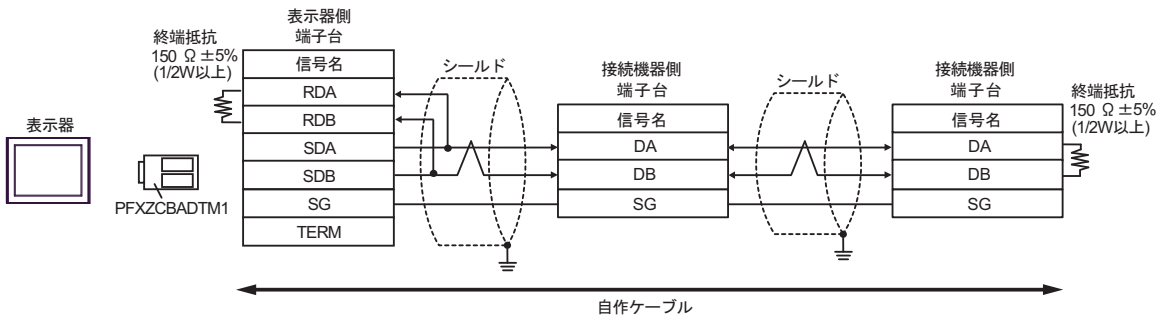 表示器
PFXZCBADTM1
終端抵抗
150 Ω ±5%
(1/2W以上)
表示器側
端子台
信号名
RDA
RDB
SDA
SDB
SG
TERM
シールド
接続機器側
端子台
信号名
DA
DB
SG
シールド
接続機器側
端子台
信号名
DA
DB
SG
終端抵抗
150 Ω ±5%
(1/2W以上)
自作ケーブル